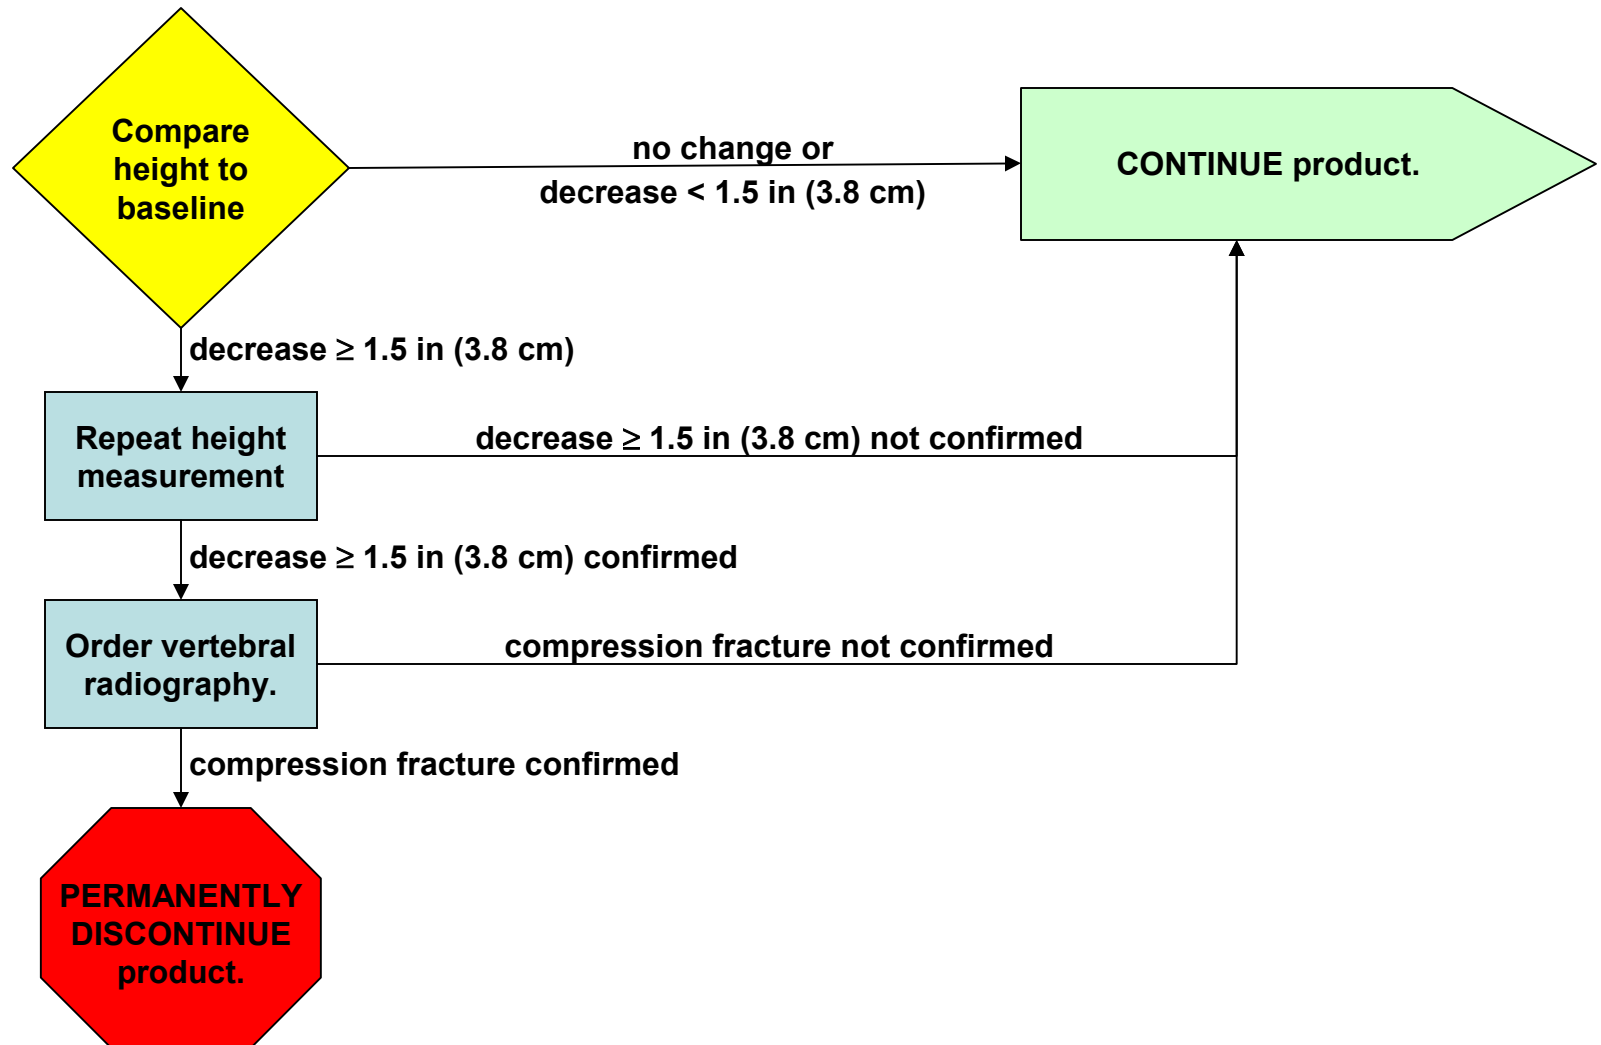 Compare
height to
baseline
no change or
decrease < 1.5 in (3.8 cm)
CONTINUE product.
decrease ≥ 1.5 in (3.8 cm)
Repeat height
measurement
decrease ≥ 1.5 in (3.8 cm) not confirmed
decrease ≥ 1.5 in (3.8 cm) confirmed
Order vertebral
radiography.
compression fracture not confirmed
compression fracture confirmed
PERMANENTLY
DISCONTINUE
product.